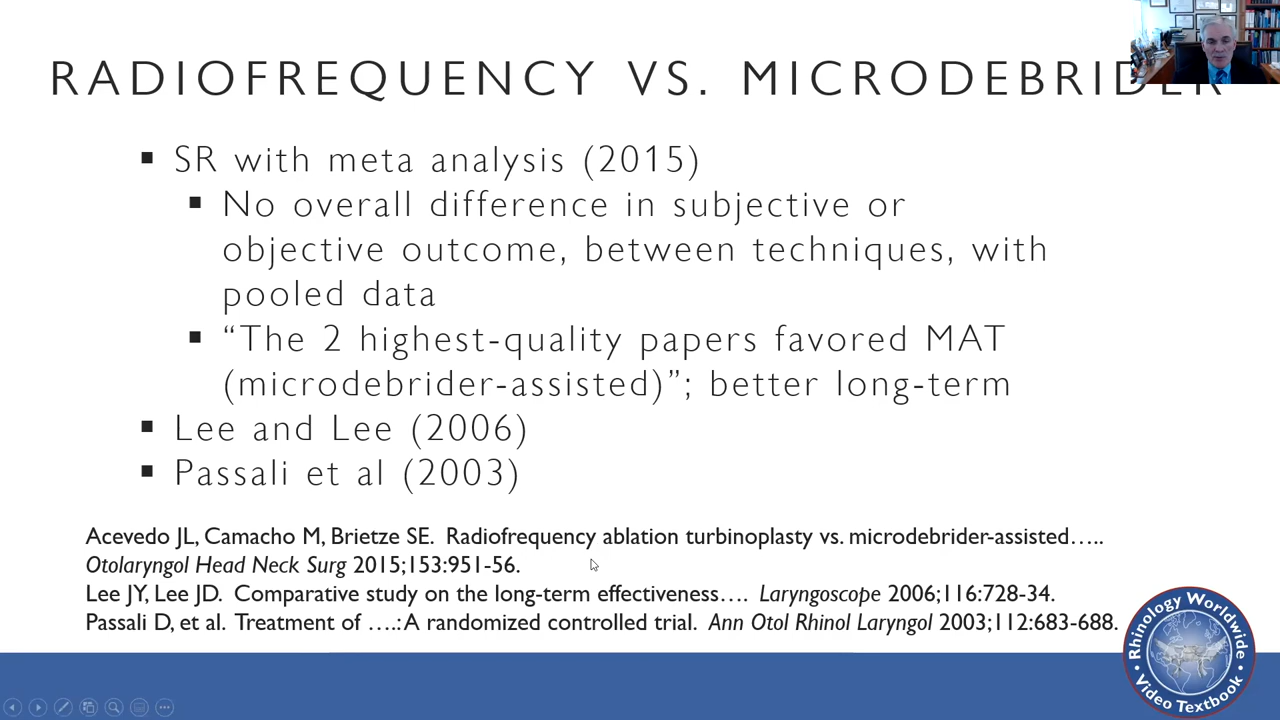 RADIOFREQUENCY VS. MICRODEBRIDER
▪ SR with meta analysis (2015)
▪ No overall difference in subjective or
objective outcome, between techniques, with
pooled data
▪ “The 2 highest-quality papers favored MAT
(microdebrider-assisted)”; better long-term
▪ Lee and Lee (2006)
▪ Passali et al (2003)
Acevedo JL, Camacho M, Brietze SE. Radiofrequency ablation turbinoplasty vs. microdebrider-assisted…..
Otolaryngol Head Neck Surg 2015;153:951-56.
Lee JY, Lee JD. Comparative study on the long-term effectiveness…. Laryngoscope 2006;116:728-34.
Passali D, et al. Treatment of ….: A randomized controlled trial. Ann Otol Rhinol Laryngol 2003;112:683-688.
Rhinology Worldwide
• Video Textbook •